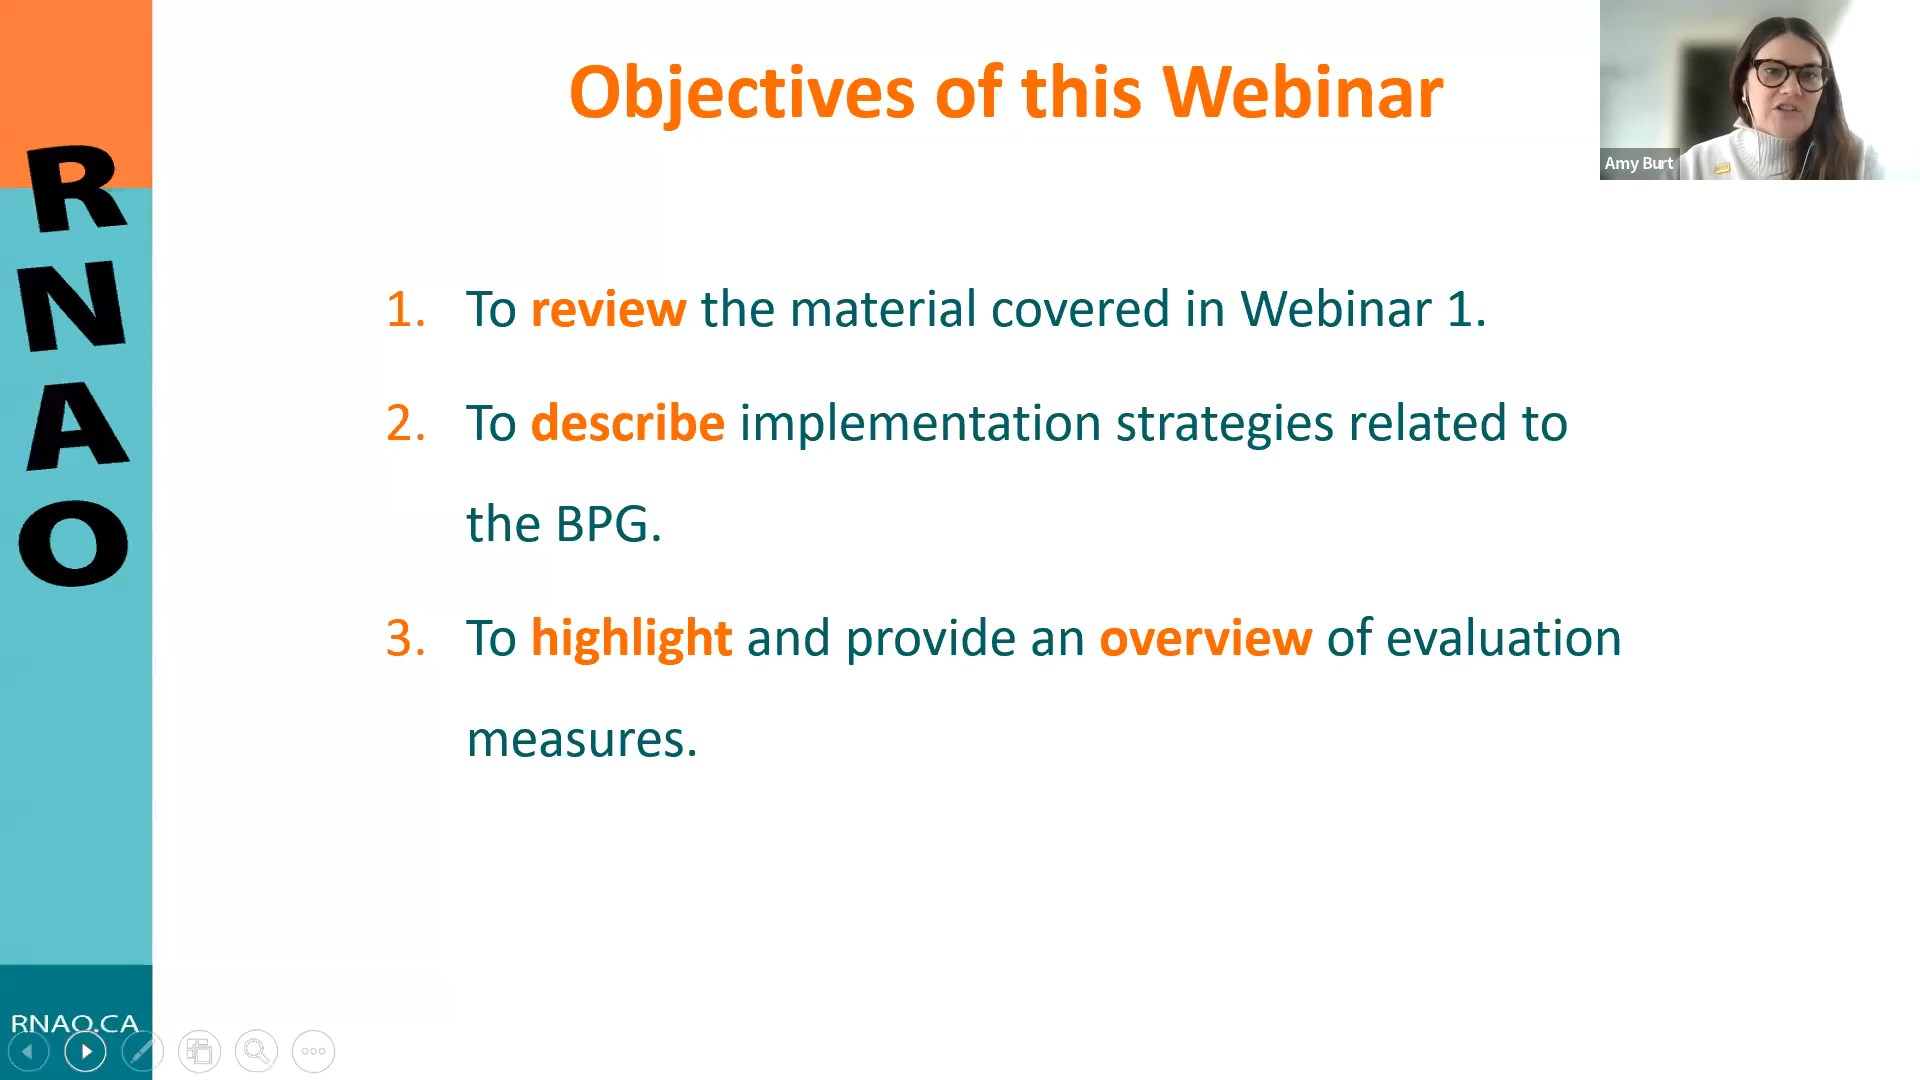 Objectives of this Webinar
Amy Burt
RNAO
1. To review the material covered in Webinar 1.
2. To describe implementation strategies related to
the BPG.
3. To highlight and provide an overview of evaluation
measures.
RNAO.CA